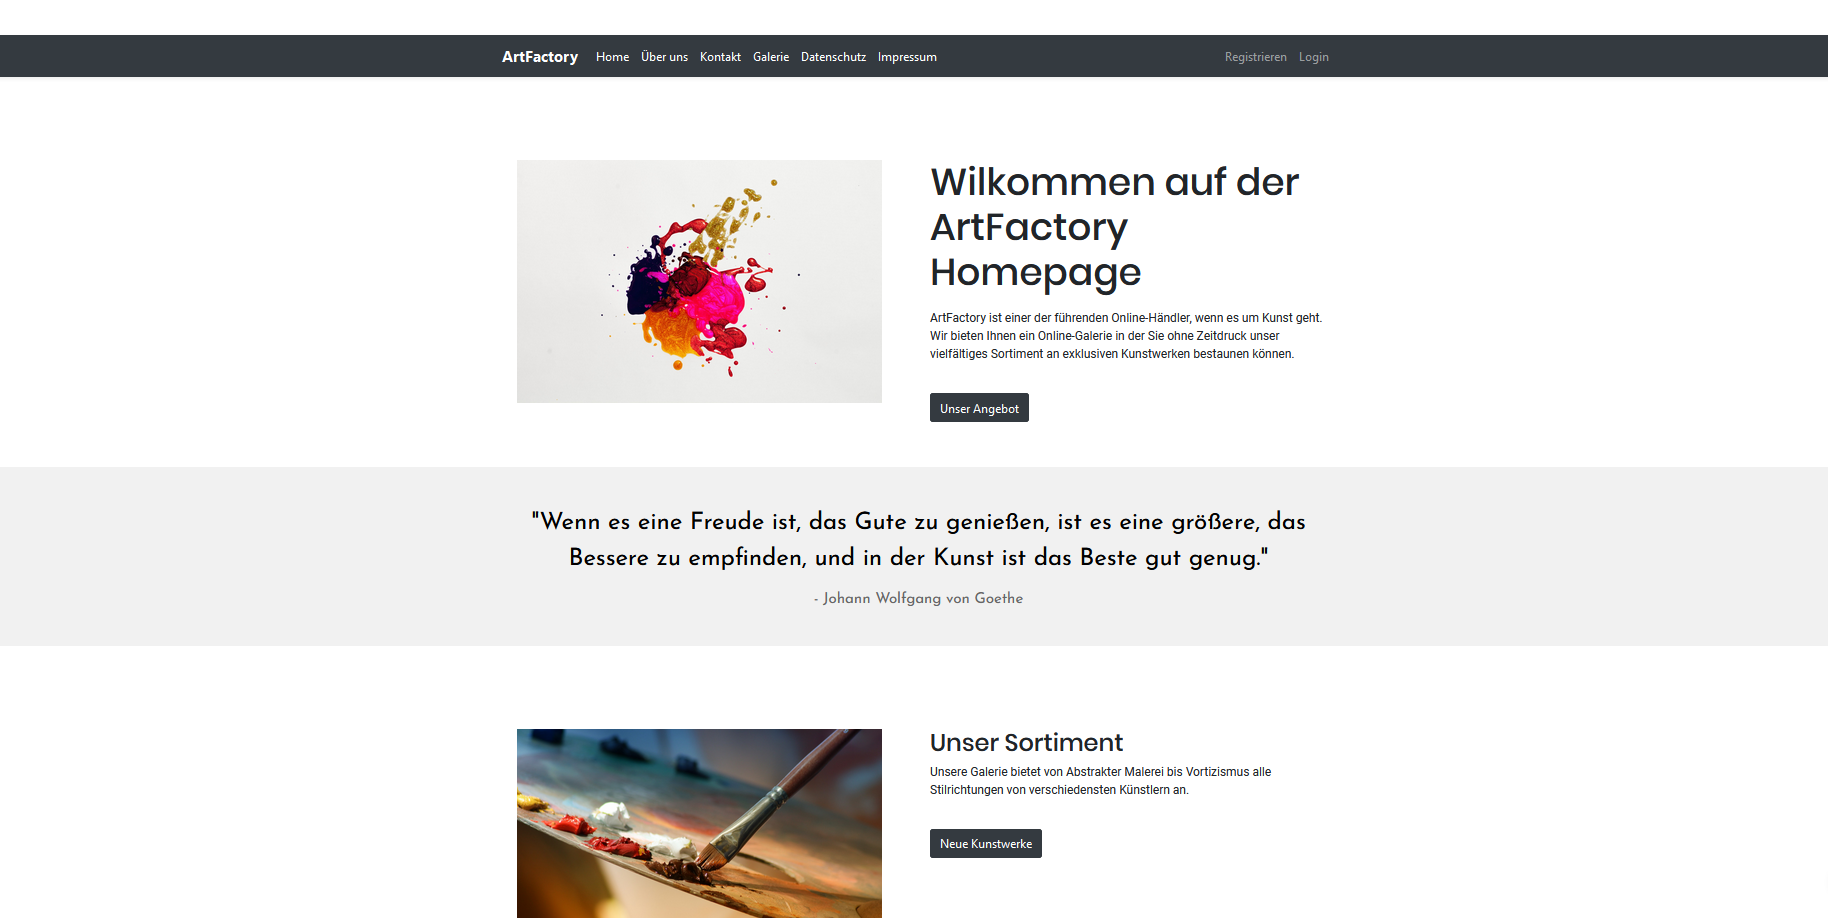 ArtFactory Home Über uns Kontakt Galerie Datenschutz Impressum Registrieren Login
Wilkommen auf der
ArtFactory
Homepage
ArtFactory ist einer der führenden Online-Händler, wenn es um Kunst geht.
Wir bieten Ihnen ein Online-Galerie in der Sie ohne Zeitdruck unser
vielfältiges Sortiment an exklusiven Kunstwerken bestaunen können.
Unser Angebot
"Wenn es eine Freude ist, das Gute zu genießen, ist es eine größere, das
Bessere zu empfinden, und in der Kunst ist das Beste gut genug."
- Johann Wolfgang von Goethe
Unser Sortiment
Unsere Galerie bietet von Abstrakter Malerei bis Vortizismus alle
Stilrichtungen von verschiedensten Künstlern an.
Neue Kunstwerke